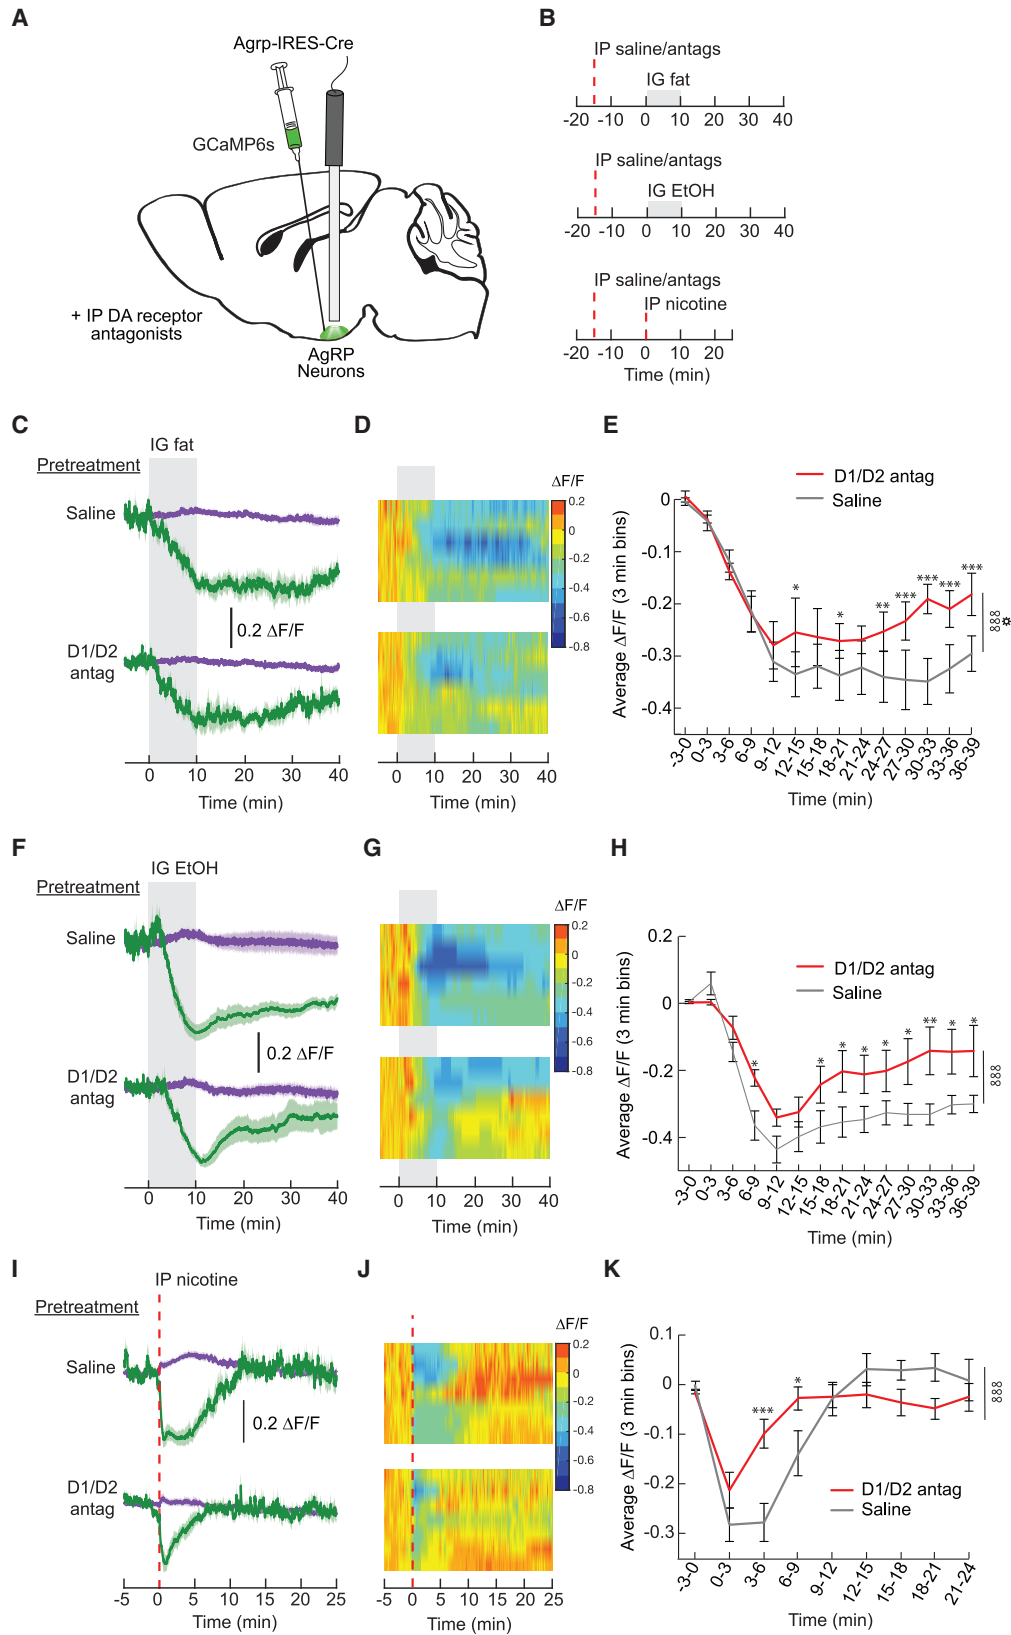 A
Agrp-IRES-Cre
GCaMP6s
+ IP DA receptor
antagonists
AgRP
Neurons
B
IP saline/antags
IG fat
-20 -10 0 10 20 30 40
IP saline/antags
IG EtOH
-20 -10 0 10 20 30 40
IP saline/antags
IP nicotine
-20 -10 0 10 20
Time (min)
C
IG fat
Pretreatment
Saline
0.2 ΔF/F
D1/D2
antag
0 10 20 30 40
Time (min)
D
ΔF/F
0.2
0
-0.2
-0.4
-0.6
-0.8
0 10 20 30 40
Time (min)
E
D1/D2 antag
Saline
Average ΔF/F (3 min bins)
0
-0.1
-0.2
-0.3
-0.4
* * ** *** *** *** ***
-3-0 0-3 3-6 6-9 9-12 12-15 15-18 18-21 21-24 24-27 27-30 30-33 33-36 36-39
Time (min)
F
IG EtOH
Pretreatment
Saline
0.2 ΔF/F
D1/D2
antag
0 10 20 30 40
Time (min)
G
ΔF/F
0.2
0
-0.2
-0.4
-0.6
-0.8
0 10 20 30 40
Time (min)
H
D1/D2 antag
Saline
Average ΔF/F (3 min bins)
0.2
0
-0.2
-0.4
* * * * * * ** * *
-3-0 0-3 3-6 6-9 9-12 12-15 15-18 18-21 21-24 24-27 27-30 30-33 33-36 36-39
Time (min)
I
IP nicotine
Pretreatment
Saline
0.2 ΔF/F
D1/D2
antag
-5 0 5 10 15 20 25
Time (min)
J
ΔF/F
0.2
0
-0.2
-0.4
-0.6
-0.8
-5 0 5 10 15 20 25
Time (min)
K
Average ΔF/F (3 min bins)
0.1
0
-0.1
-0.2
-0.3
*** *
D1/D2 antag
Saline
-3-0 0-3 3-6 6-9 9-12 12-15 15-18 18-21 21-24
Time (min)